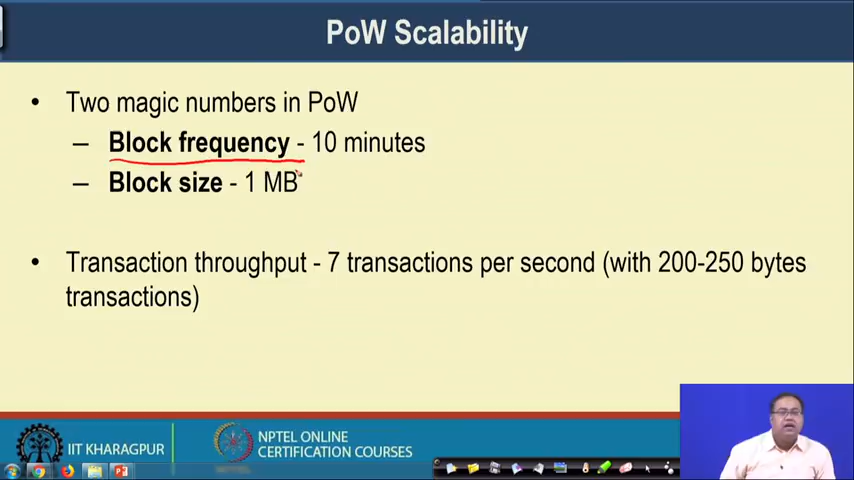 PoW Scalability
• Two magic numbers in PoW
– Block frequency - 10 minutes
– Block size - 1 MB
• Transaction throughput - 7 transactions per second (with 200-250 bytes
transactions)
IIT KHARAGPUR
NPTEL ONLINE
CERTIFICATION COURSES